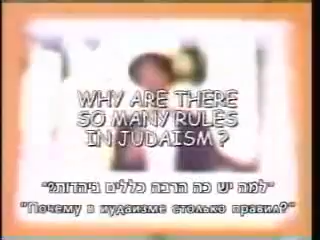 WHY ARE THERE
SO MANY RULES
IN JUDAISM ?
"למה יש כה הרבה כללים ביהדות?"
"Почему в иудаизме столько правил?"